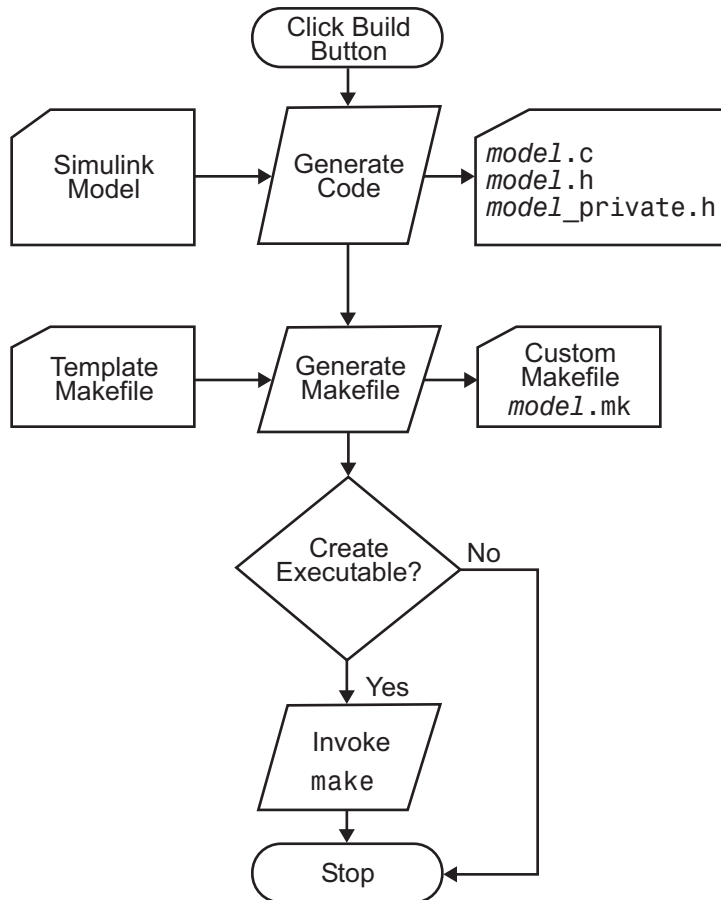 Click Build
Button
Simulink
Model
Generate
Code
model.c
model.h
model_private.h
Template
Makefile
Generate
Makefile
Custom
Makefile
model.mk
Create
Executable?
No
Yes
Invoke
make
Stop